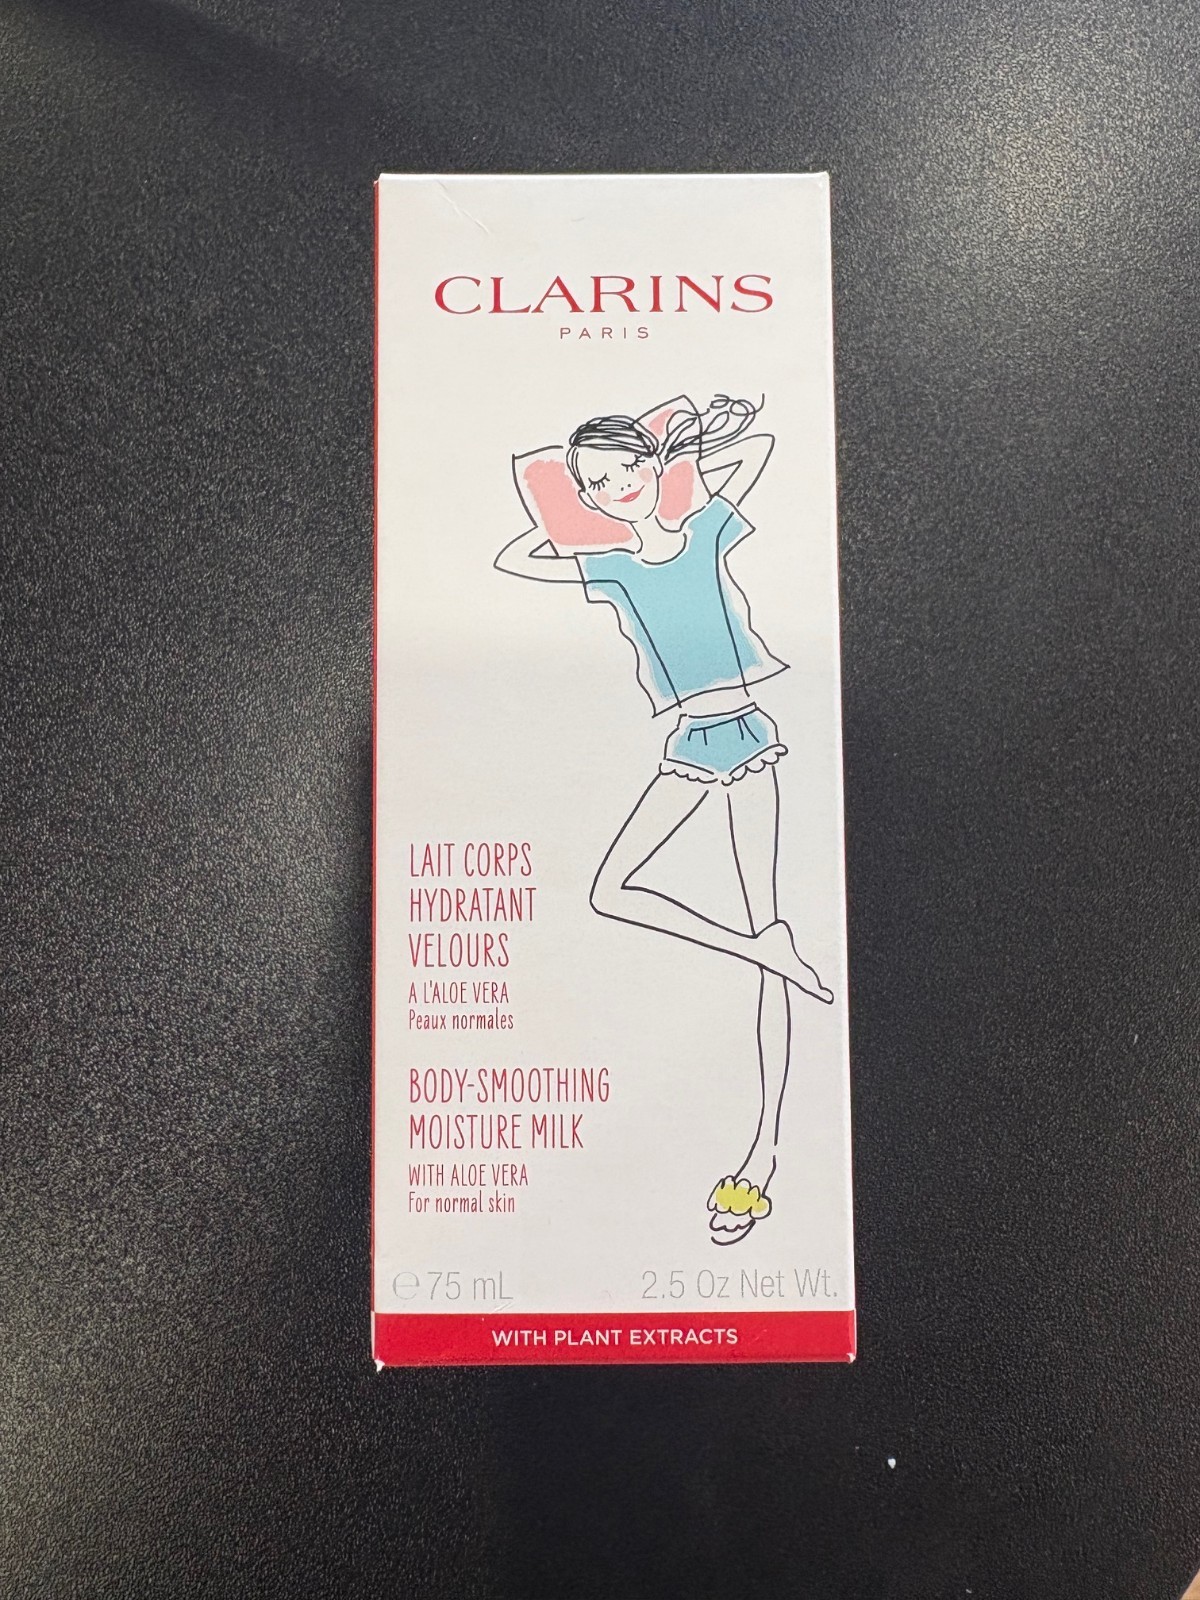 CLARINS
PARIS
LAIT CORPS
HYDRATANT
VELOURS
A L'ALOE VERA
Peaux normales
BODY-SMOOTHING
MOISTURE MILK
WITH ALOE VERA
For normal skin
℮ 75 mL 2.5 Oz Net Wt.
WITH PLANT EXTRACTS